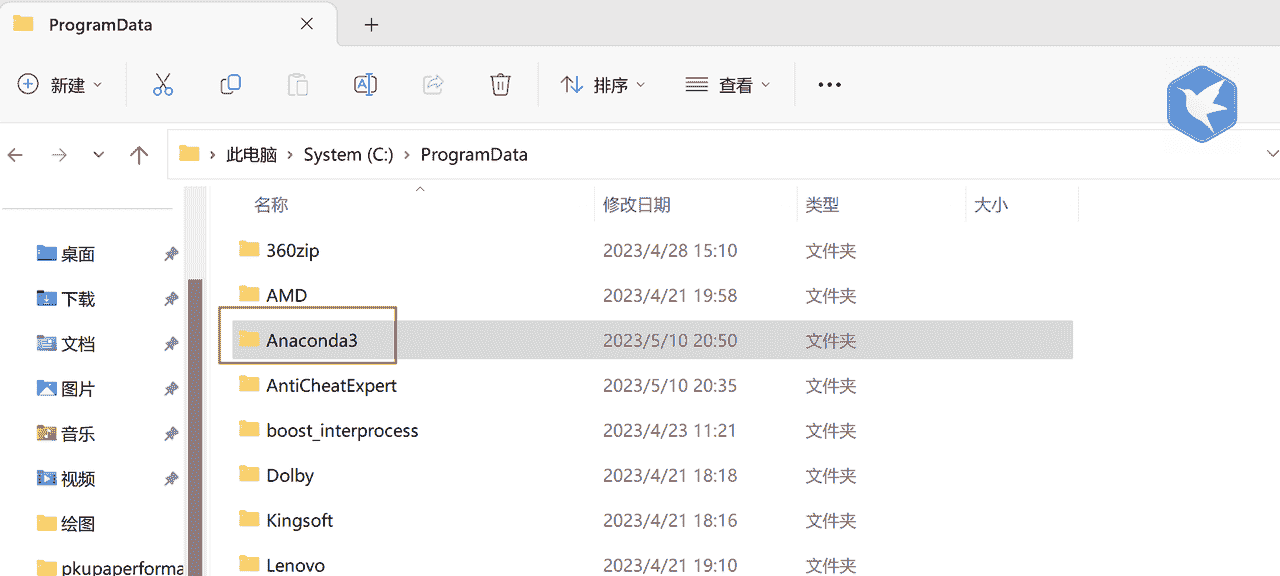 ProgramData
新建
排序
查看
此电脑 › System (C:) › ProgramData
名称 修改日期 类型 大小
桌面
下载
文档
图片
音乐
视频
绘图
pkupaperforma
360zip 2023/4/28 15:10 文件夹
AMD 2023/4/21 19:58 文件夹
Anaconda3 2023/5/10 20:50 文件夹
AntiCheatExpert 2023/5/10 20:35 文件夹
boost_interprocess 2023/4/23 11:21 文件夹
Dolby 2023/4/21 18:18 文件夹
Kingsoft 2023/4/21 18:16 文件夹
Lenovo 2023/4/21 19:10 文件夹